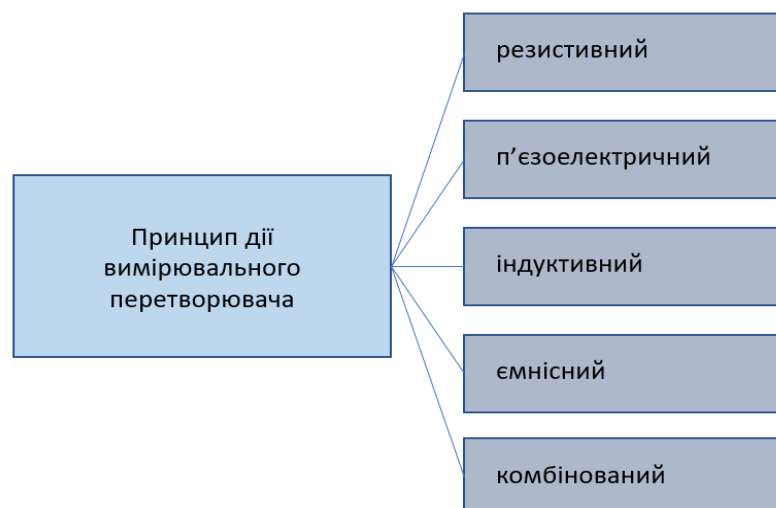 Принцип дії
вимірювального
перетворювача
резистивний
п’єзоелектричний
індуктивний
ємнісний
комбінований